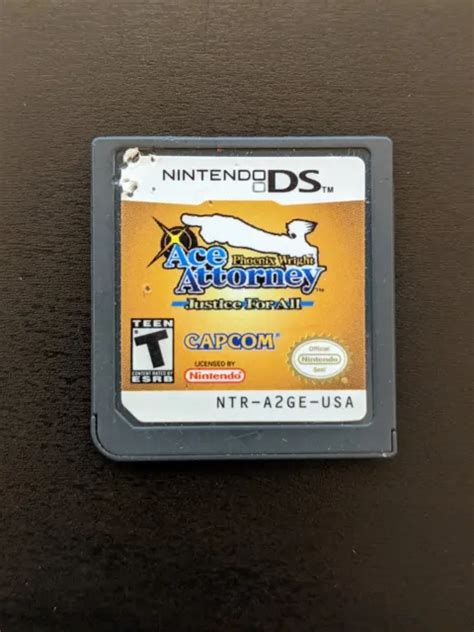 NINTENDO DS™
Phoenix Wright
Ace
Attorney™
Justice For All
TEEN
T
CONTENT RATED BY
ESRB
CAPCOM
LICENSED BY
Nintendo
Official
Nintendo
Seal
NTR-A2GE-USA